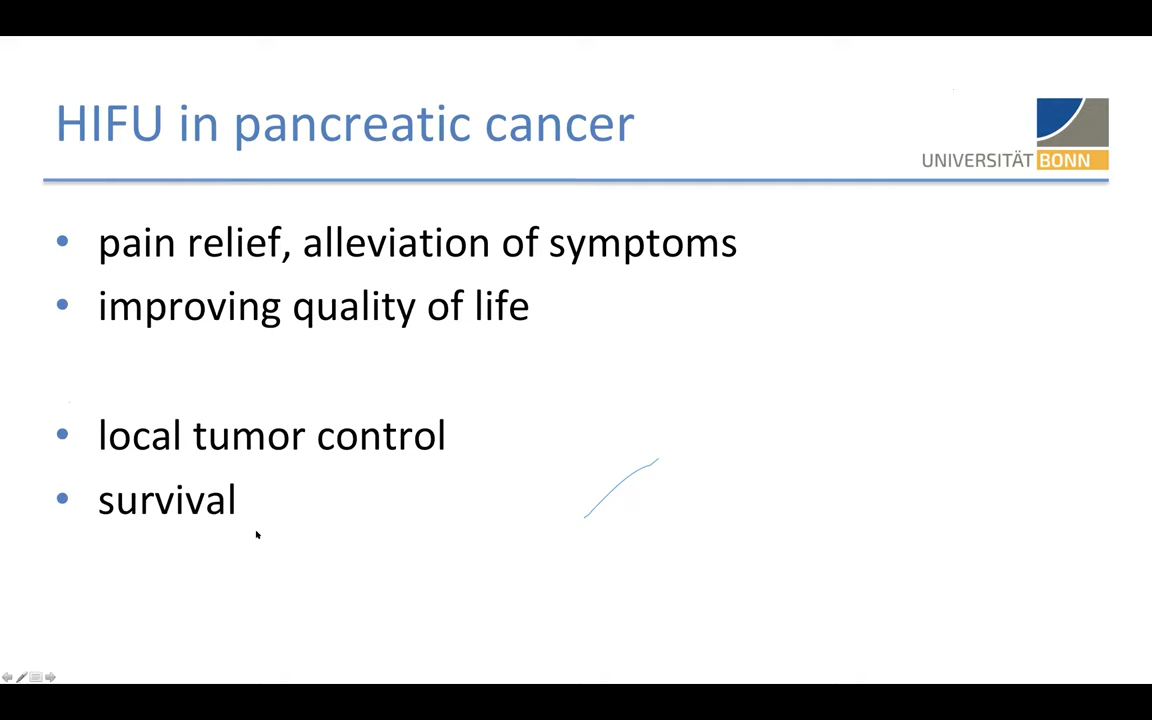 HIFU in pancreatic cancer
UNIVERSITÄT BONN
• pain relief, alleviation of symptoms
• improving quality of life
• local tumor control
• survival